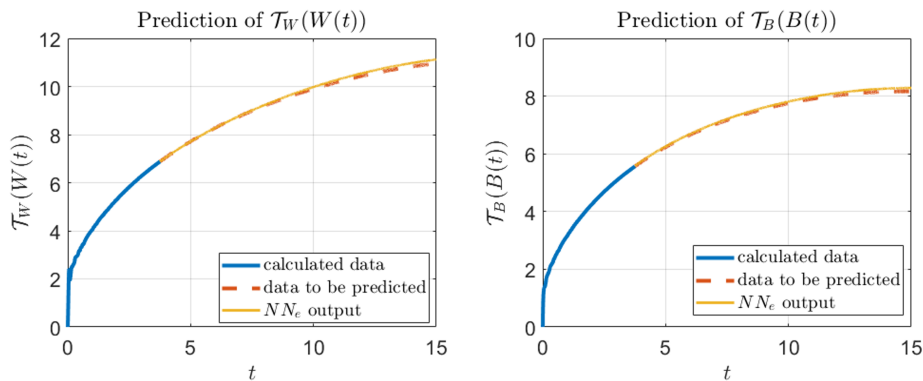 Prediction of 𝒯_W(W(t))
12
10
8
6
4
2
0
𝒯_W(W(t))
0 5 10 15
t
calculated data
data to be predicted
NN_e output
Prediction of 𝒯_B(B(t))
10
8
6
4
2
0
𝒯_B(B(t))
0 5 10 15
t
calculated data
data to be predicted
NN_e output